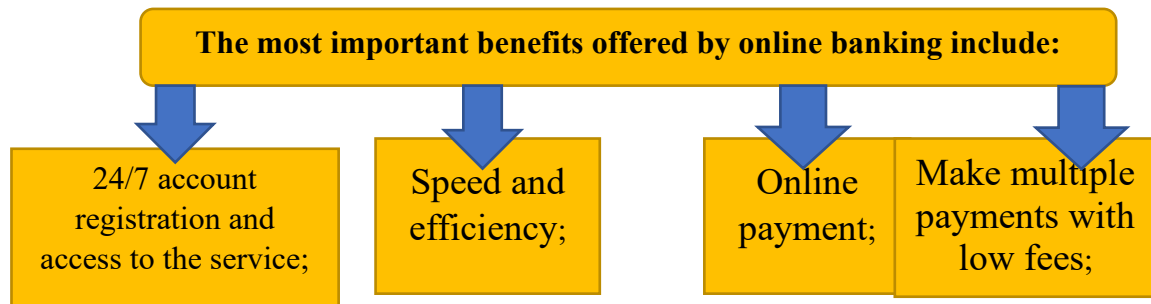 The most important benefits offered by online banking include:
24/7 account
registration and
access to the service;
Speed and
efficiency;
Online
payment;
Make multiple
payments with
low fees;